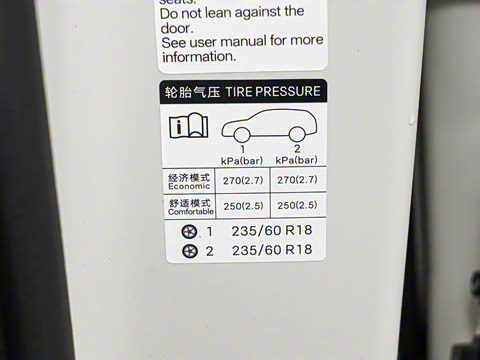 seats.
Do not lean against the
door.
See user manual for more
information.
轮胎气压 TIRE PRESSURE
1 2
kPa(bar) kPa(bar)
经济模式 270(2.7) 270(2.7)
Economic
舒适模式 250(2.5) 250(2.5)
Comfortable
1 235/60 R18
2 235/60 R18